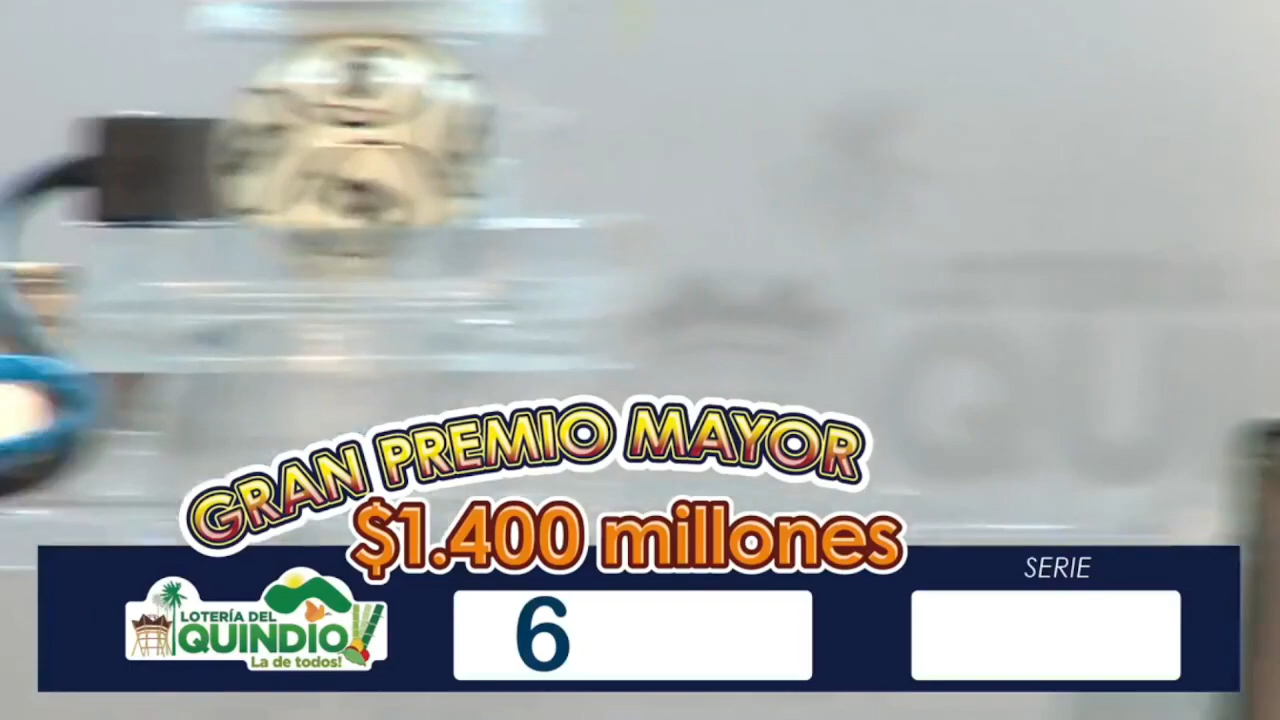 GRAN PREMIO MAYOR
$1.400 millones
SERIE
LOTERÍA DEL
QUINDIO
La de todos!
6